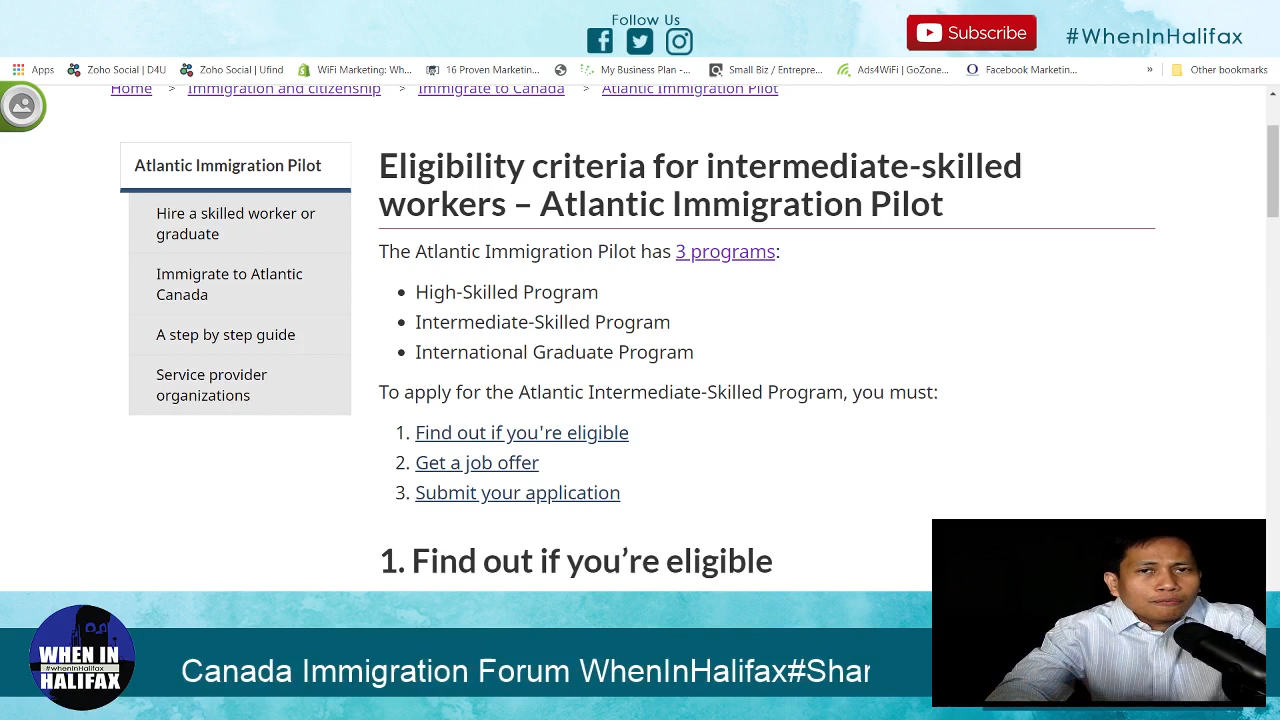 Follow Us
Subscribe
#WhenInHalifax
Apps
Zoho Social | D4U
Zoho Social | Ufind
WiFi Marketing: Wh...
19 Proven Marketin...
My Business Plan -...
Small Biz / Entrepre...
Ads4WiFi | GoZone...
Facebook Marketin...
»
Other bookmarks
Home > Immigration and citizenship > Immigrate to Canada > Atlantic Immigration Pilot
Atlantic Immigration Pilot
Hire a skilled worker or
graduate
Immigrate to Atlantic
Canada
A step by step guide
Service provider
organizations
Eligibility criteria for intermediate-skilled
workers – Atlantic Immigration Pilot
The Atlantic Immigration Pilot has 3 programs:
• High-Skilled Program
• Intermediate-Skilled Program
• International Graduate Program
To apply for the Atlantic Intermediate-Skilled Program, you must:
1. Find out if you're eligible
2. Get a job offer
3. Submit your application
1. Find out if you’re eligible
WHEN IN
#whenInHalifax
HALIFAX
Canada Immigration Forum WhenInHalifax#Shar